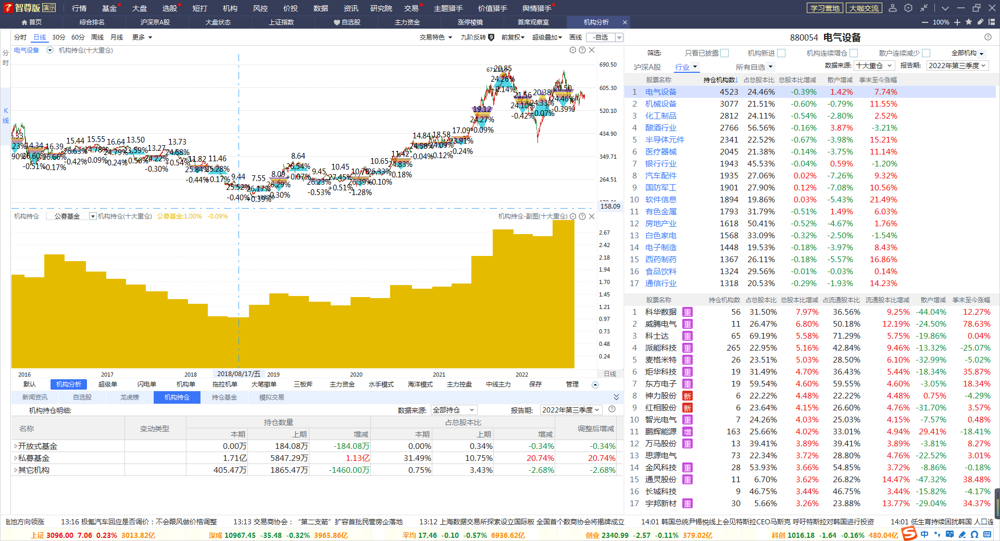 智尊版 演示 行情 基金 大盘 选股 短打 机构 风控 价投 数据 资讯 研究院 交易 主题猎手 价值猎手 舆情猎手 学习营地 大咖交流
首页 综合排名 沪深京A股 大盘状态 上证指数 自选股 主力资金 涨停棱镜 首席观察室 机构分析 100%
分时 日线 30分 60分 周线 月线 更多 交易特色 九阶反转 9 前复权 超级叠加 画线 -自选
880054 电气设备
分时
K线
电气设备 机构持仓(十大重仓)
690.50
605.30
520.10
434.90
349.71
264.51
158.09
14.34 16.39 15.44 15.55 16.64 13.50 13.27 13.73 11.82 11.46 9.44 7.55 8.09 8.64 9.45 10.45 10.65 11.42 14.84 18.58 17.09 19.12 20.85 21.56 20.38 20.50
26.60% 26.66% 26.63% 24.78% 24.79% 23.59% 24.22% 24.68% 25.84% 25.28% 25.52% 26.17% 26.29% 26.54% 26.23% 27.45% 26.39% 26.33% 24.83% 24.58% 24.09% 23.91% 24.27% 24.26% 24.10% 24.33% 24.46%
-0.51% -0.17% -0.42% -0.24% -0.30% +0.54% -0.44% +0.17% -0.40% +0.39% -0.30% +0.07% -0.53% +0.51% -1.28% +0.10% -0.18% -0.04% -0.12% -0.24% -0.09% +0.14% -0.42% -0.07% -0.39%
机构持仓 公募基金 机构持仓(十大重仓) 公募基金:1.00% -0.09% 机构持仓-副图(十大重仓)
2.67
2.42
2.18
1.94
1.70
1.45
1.21
0.97
0.73
0.48
0.24
2016 2017 2018 2018/08/17/五 2019 2020 2021 2022 日线
默认 机构分析 超级单 闪电单 机构单 拖拉机单 大笔撤单 三板斧 主力资金 水手模式 海洋模式 主力控盘 中线主力 保存 管理
新闻资讯 自选股 龙虎榜 机构持仓 持仓基金 模拟交易
机构持仓明细: 数据来源: 全部持仓 报告期: 2022年第三季度
名称 变动类型 持仓数量 占总股本比 调整后增减
本期 上期 增减 本期 上期 增减
开放式基金 0.00万 184.08万 -184.08万 0.00% 0.34% -0.34% -0.34%
私募基金 1.71亿 5847.29万 1.13亿 31.49% 10.75% 20.74% 20.74%
其它机构 405.47万 1865.47万 -1460.00万 0.75% 3.43% -2.68% -2.68%
筛选: 只看已披露 机构新进 机构连续增仓 散户连续减少 全部机构
沪深A股 行业 所有自选 数据来源: 十大重仓 报告期: 2022年第三季度
股票名称 持仓机构数↓ 占总股本比 总股本比增减 散户增减 季末至今涨幅
1 电气设备 4523 24.46% -0.39% 1.42% 7.74%
2 机械设备 3077 21.51% -0.60% -0.79% 11.55%
3 化工制品 2812 24.11% -0.54% -2.80% 2.52%
4 酿酒行业 2766 56.56% -0.16% 3.87% -3.21%
5 半导体元件 2341 22.52% -0.67% -3.98% 15.21%
6 医疗器械 2045 21.38% -0.14% -3.75% 11.14%
7 银行行业 1943 45.53% -0.04% 0.59% -1.20%
8 汽车配件 1935 27.06% 0.02% -7.26% 9.32%
9 国防军工 1901 27.90% 0.12% -7.08% 10.56%
10 软件信息 1894 19.86% 0.03% -5.43% 21.49%
11 有色金属 1793 31.79% -0.51% 1.49% 6.03%
12 房地产业 1618 50.41% -0.52% -4.67% 1.76%
13 白色家电 1568 33.09% -0.32% -2.50% -1.54%
14 电子制造 1448 19.53% -0.18% -3.97% 8.43%
15 西药制药 1367 26.11% -0.18% -5.57% 16.86%
16 食品饮料 1324 29.56% -0.01% -0.03% 0.14%
17 通信行业 1318 20.53% -0.29% -1.93% 14.23%
股票名称 持仓机构数 占总股本比 总股本比增减 占流通股本比 流通股本比增减 散户增减 季末至今涨幅
1 科华数据 重 56 31.50% 7.97% 36.56% 9.25% -44.04% 12.27%
2 威腾电气 重 11 26.47% 6.80% 50.18% 12.19% -24.50% 78.63%
3 科士达 重 65 69.19% 5.58% 71.29% 5.75% -19.86% 0.04%
4 派能科技 重 265 22.95% 5.16% 42.84% 9.46% -13.32% -25.07%
5 麦格米特 重 26 23.51% 5.03% 28.50% 6.10% -32.99% -5.02%
6 炬华科技 重 19 31.49% 4.70% 36.43% 5.44% -18.34% 35.87%
7 东方电子 重 19 59.54% 4.60% 59.55% 4.60% -3.05% 18.34%
8 神力股份 新 6 22.22% 4.48% 22.22% 4.48% 0.75% -4.29%
9 红相股份 新 6 23.64% 4.15% 26.60% 4.76% -31.70% 3.57%
10 智光电气 重 7 24.26% 4.03% 25.03% 4.15% -7.57% 0.48%
11 鹏辉能源 增 163 25.66% 4.02% 33.01% 4.94% 29.41% -18.41%
12 万马股份 重 13 39.41% 3.89% 39.41% 3.89% -3.81% 8.27%
13 思源电气 73 22.34% 3.72% 28.80% 4.76% -22.52% 3.01%
14 金风科技 重 28 53.93% 3.66% 54.85% 3.72% -8.86% -0.18%
15 通灵股份 重 11 6.70% 3.62% 26.82% 14.47% -47.32% 38.48%
16 长城科技 9 46.75% 3.44% 46.75% 3.44% -15.82% -4.17%
17 宇邦新材 重 30 5.66% 3.26% 23.88% 13.77% -29.04% 34.37%
电池方向领涨 13:16 极氪汽车回应是否调价：不会跟风做价格调整 13:13 交易商协会：“第二支箭”扩容首批民营房企落地 13:12 上海数据交易所探索设立国际板 全国首个数商协会将揭牌成立 14:01 韩国总统尹锡悦线上会见特斯拉CEO马斯克 呼吁特斯拉对韩国进行投资 14:01 低生育持续困扰韩国 人口连
上证 3096.00 7.06 0.23% 3013.82亿 深成 10967.45 -35.48 -0.32% 3965.86亿 平均 17.46 -0.10 -0.57% 6936.62亿 创业 2340.99 -2.57 -0.11% 379.02亿 科创 1016.18 -1.64 -0.16% 480.04亿 中